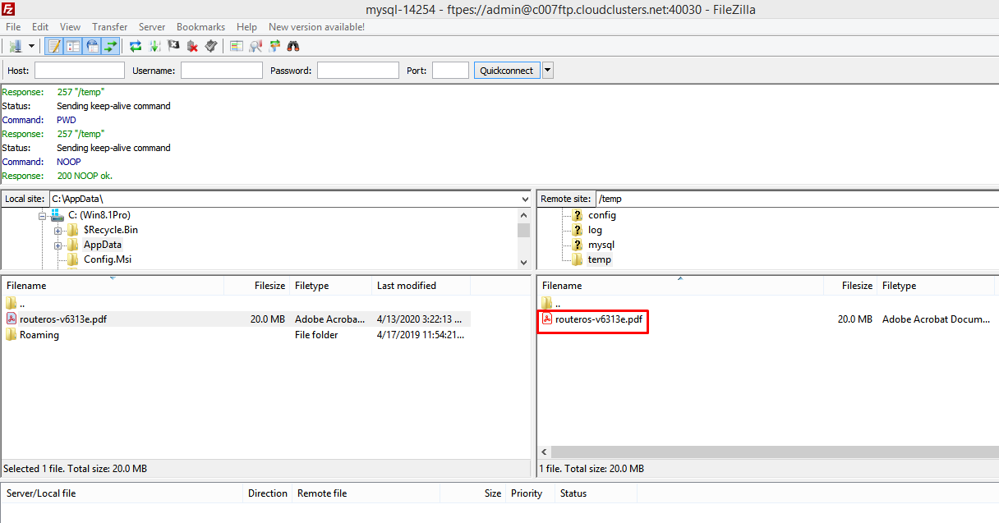 Fz
mysql-14254 - ftpes://admin@c007ftp.cloudclusters.net:40030 - FileZilla
File Edit View Transfer Server Bookmarks Help New version available!
Host: Username: Password: Port: Quickconnect
Response: 257 "/temp"
Status: Sending keep-alive command
Command: PWD
Response: 257 "/temp"
Status: Sending keep-alive command
Command: NOOP
Response: 200 NOOP ok.
Local site: C:\AppData\
C: (Win8.1Pro)
$Recycle.Bin
AppData
Config.Msi
Remote site: /temp
? config
? log
? mysql
temp
Filename Filesize Filetype Last modified
..
routeros-v6313e.pdf 20.0 MB Adobe Acroba... 4/13/2020 3:22:13 ...
Roaming File folder 4/17/2019 11:54:21...
Selected 1 file. Total size: 20.0 MB
Filename Filesize Filetype
..
routeros-v6313e.pdf 20.0 MB Adobe Acrobat Docum...
1 file. Total size: 20.0 MB
Server/Local file Direction Remote file Size Priority Status